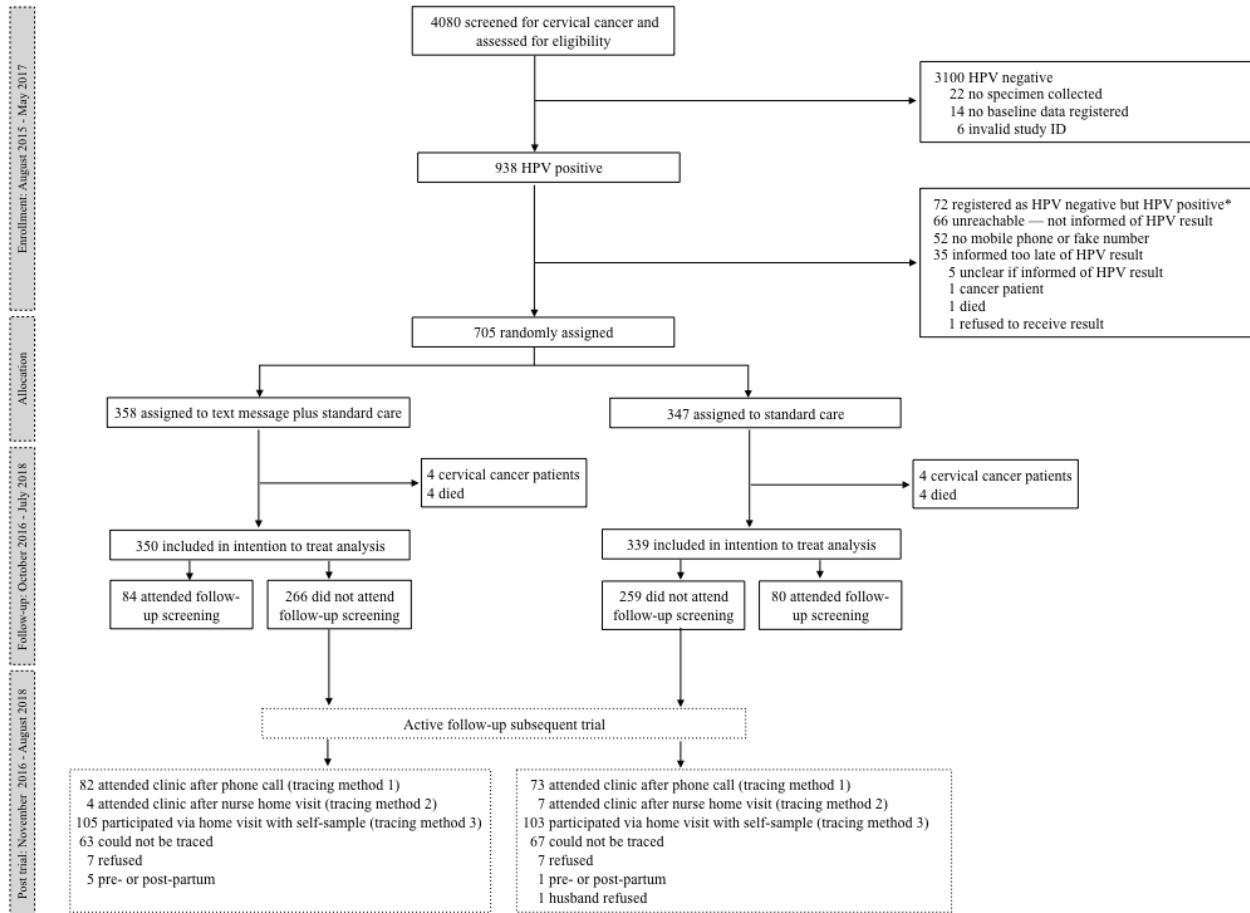 4080 screened for cervical cancer and
assessed for eligibility
3100 HPV negative
22 no specimen collected
14 no baseline data registered
6 invalid study ID
938 HPV positive
Enrollment: August 2015 - May 2017
72 registered as HPV negative but HPV positive*
66 unreachable — not informed of HPV result
52 no mobile phone or fake number
35 informed too late of HPV result
5 unclear if informed of HPV result
1 cancer patient
1 died
1 refused to receive result
705 randomly assigned
Allocation
358 assigned to text message plus standard care
347 assigned to standard care
4 cervical cancer patients
4 died
4 cervical cancer patients
4 died
Follow-up: October 2016 - July 2018
350 included in intention to treat analysis
339 included in intention to treat analysis
84 attended follow-
up screening
266 did not attend
follow-up screening
259 did not attend
follow-up screening
80 attended follow-
up screening
Active follow-up subsequent trial
Post trial: November 2016 - August 2018
82 attended clinic after phone call (tracing method 1)
4 attended clinic after nurse home visit (tracing method 2)
105 participated via home visit with self-sample (tracing method 3)
63 could not be traced
7 refused
5 pre- or post-partum
73 attended clinic after phone call (tracing method 1)
7 attended clinic after nurse home visit (tracing method 2)
103 participated via home visit with self-sample (tracing method 3)
67 could not be traced
7 refused
1 pre- or post-partum
1 husband refused